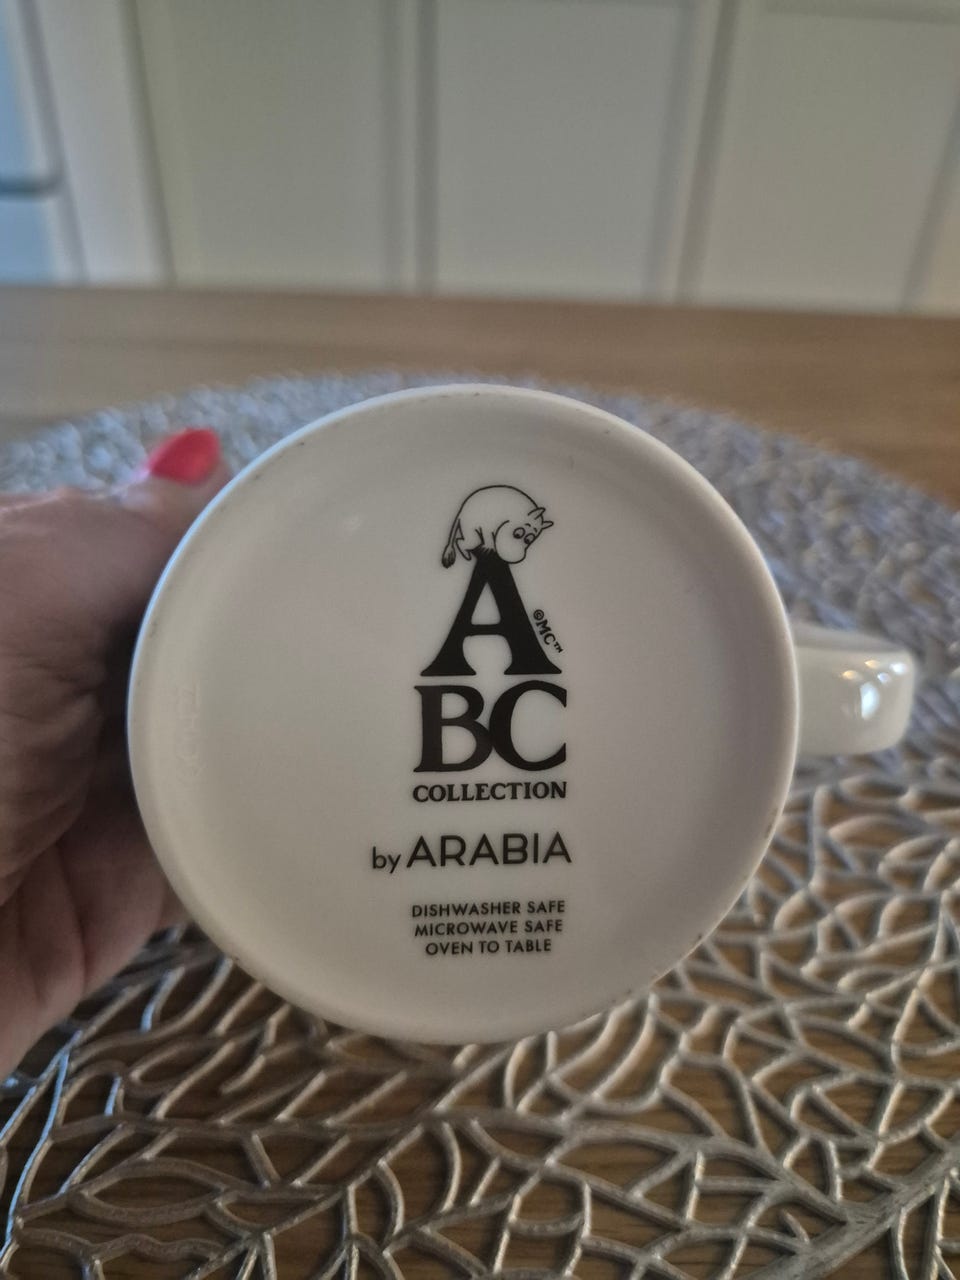 A
©MC™
BC
COLLECTION
by ARABIA
DISHWASHER SAFE
MICROWAVE SAFE
OVEN TO TABLE